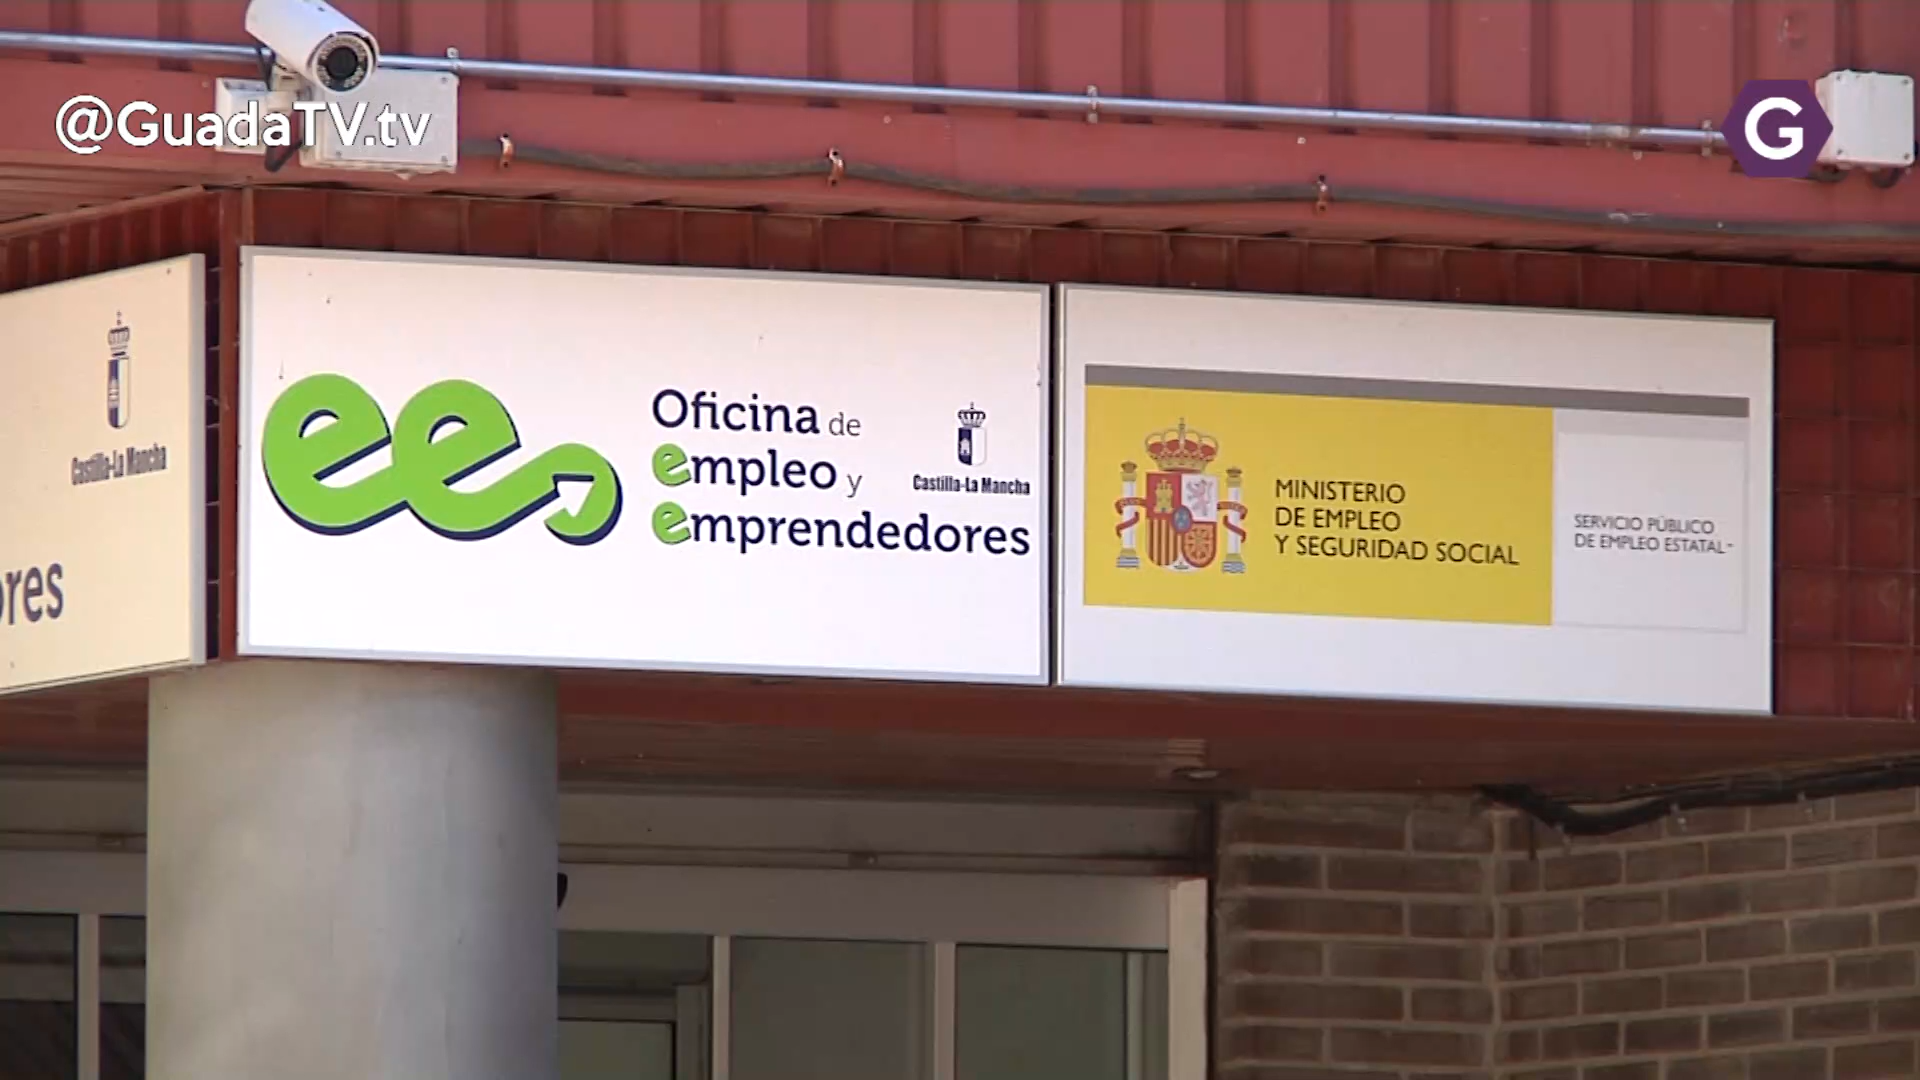 @GuadaTV.tv
G
Castilla-La Mancha
ores
Oficina de
empleo y
emprendedores
Castilla-La Mancha
MINISTERIO
DE EMPLEO
Y SEGURIDAD SOCIAL
SERVICIO PÚBLICO
DE EMPLEO ESTATAL